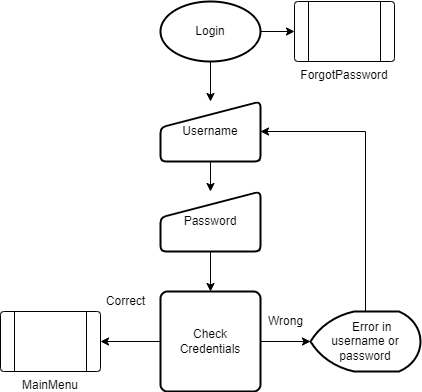 Login
ForgotPassword
Username
Password
Correct
Wrong
Check
Credentials
Error in
username or
password
MainMenu